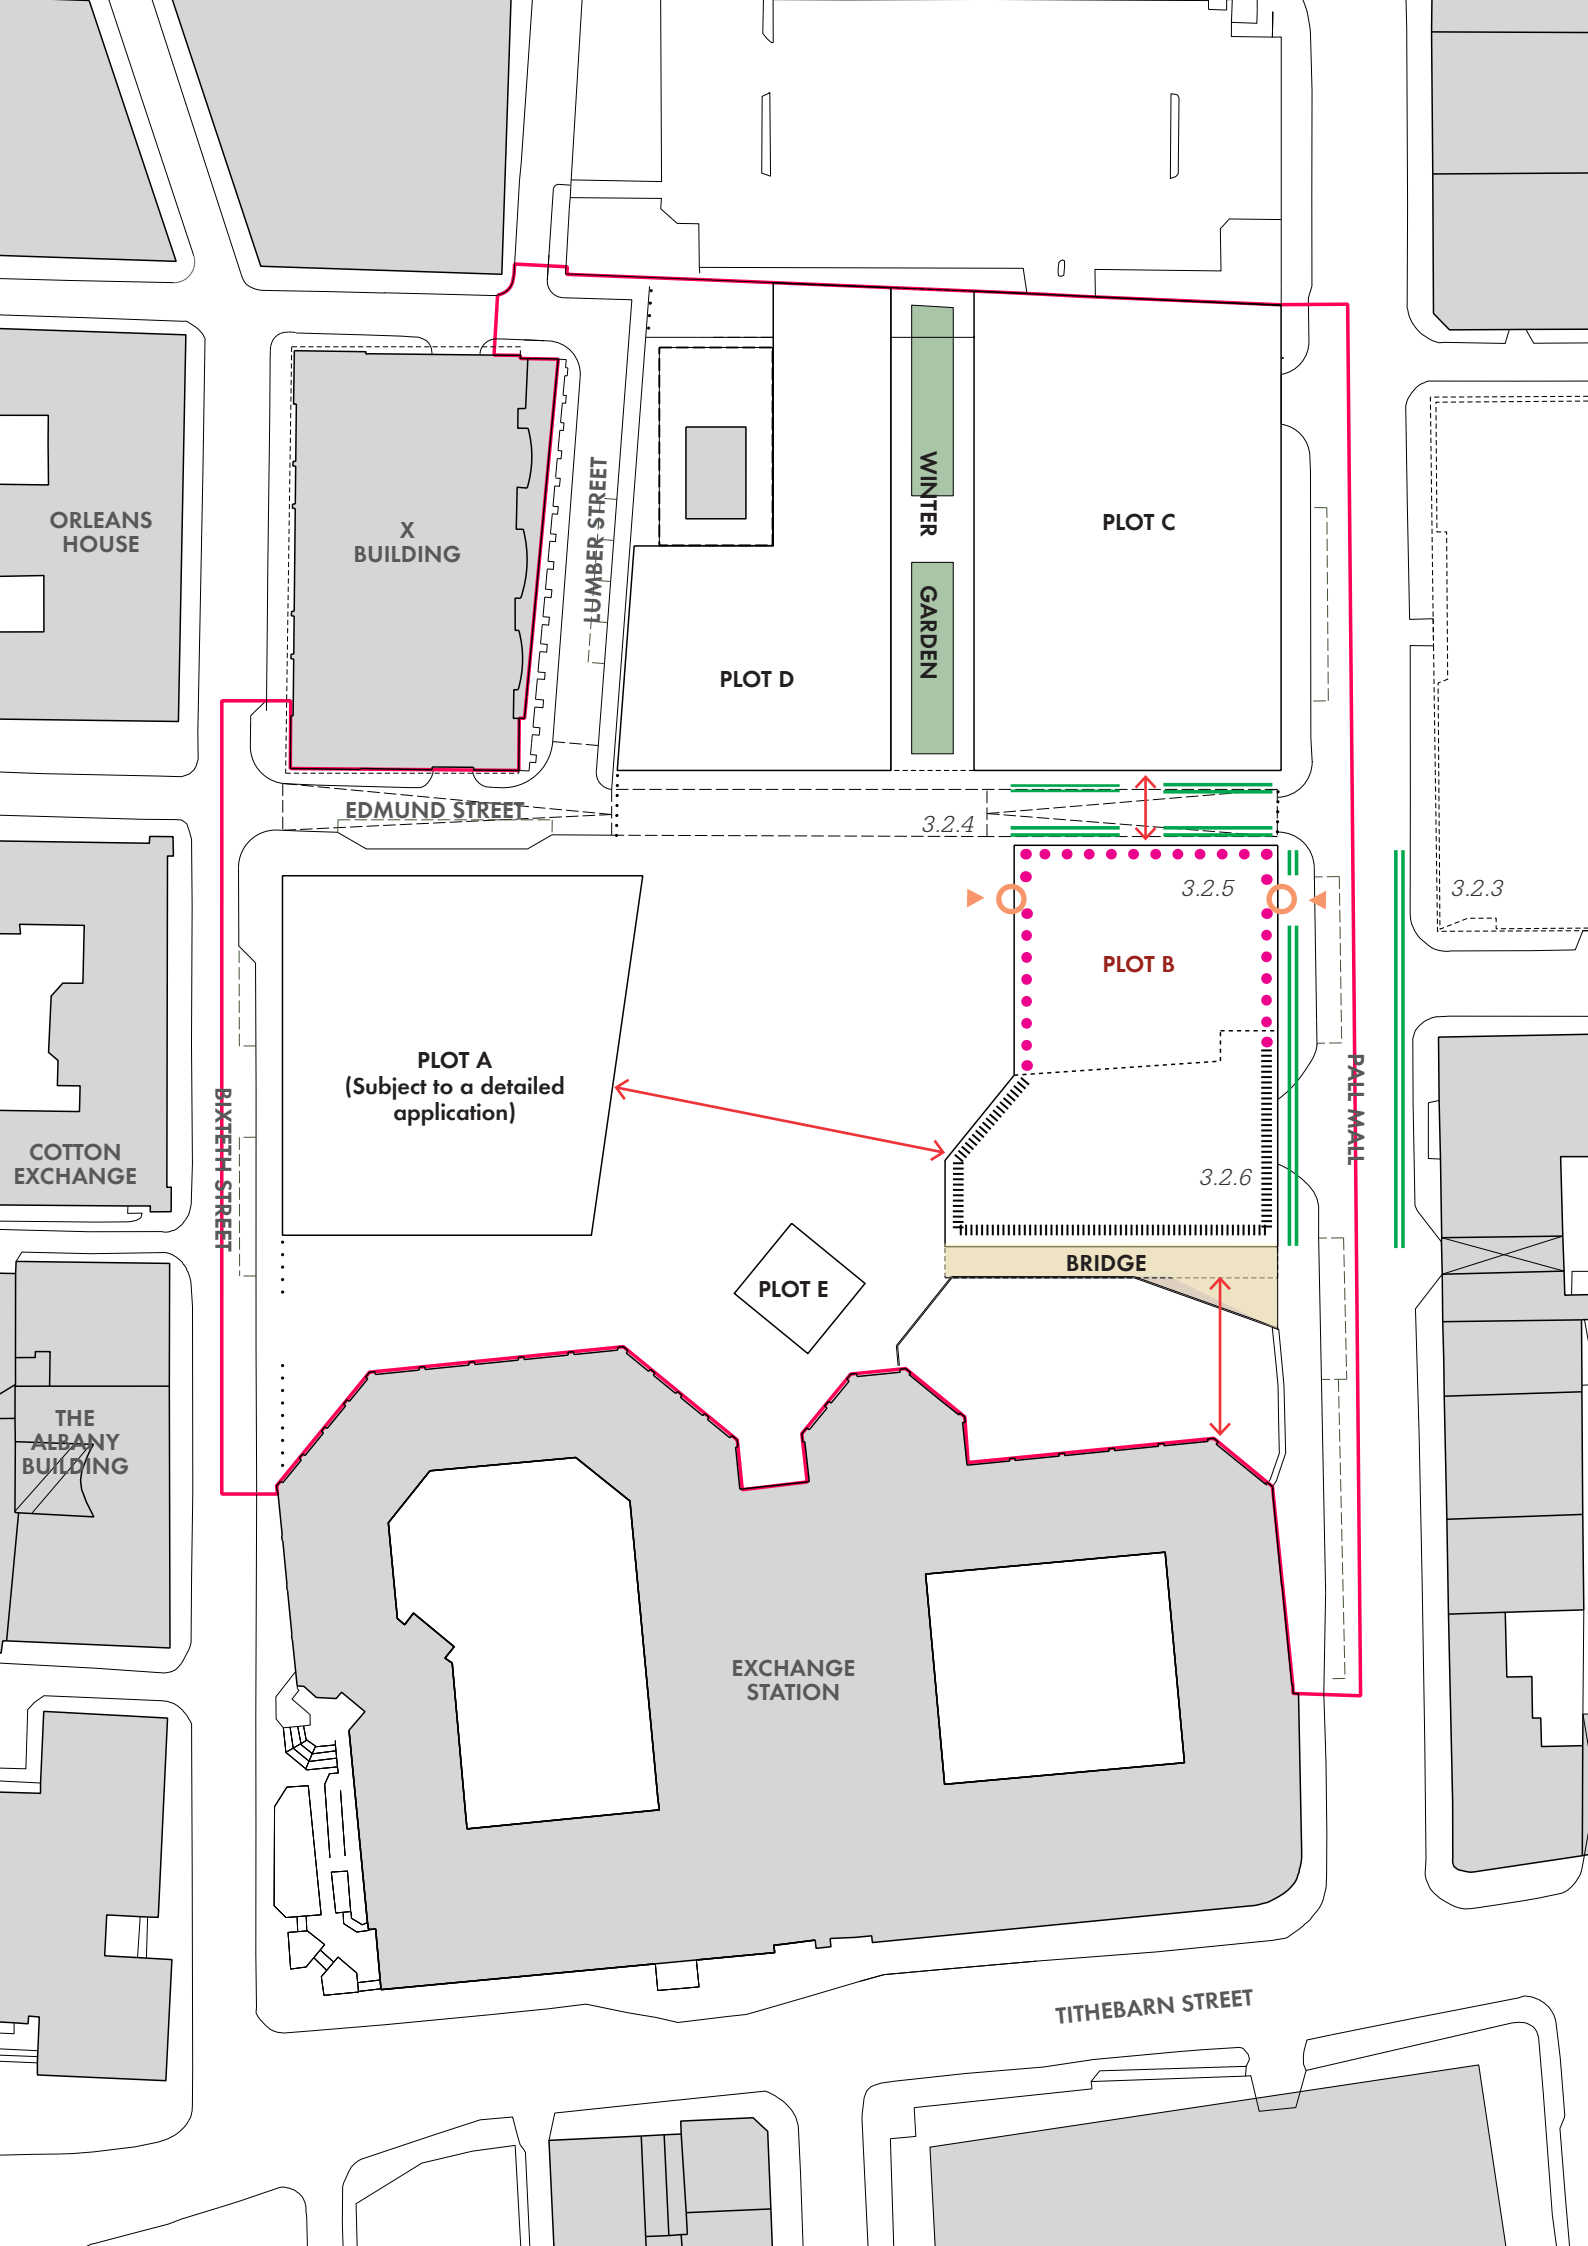 WINTER
PLOT C
ORLEANS
HOUSE
X
BUILDING
LUMBER STREET
GARDEN
PLOT D
EDMUND STREET
3.2.4
3.2.5
3.2.3
PLOT B
PLOT A
(Subject to a detailed
application)
PALL MALL
BIXTETH STREET
COTTON
EXCHANGE
3.2.6
BRIDGE
PLOT E
THE
ALBANY
BUILDING
EXCHANGE
STATION
TITHEBARN STREET